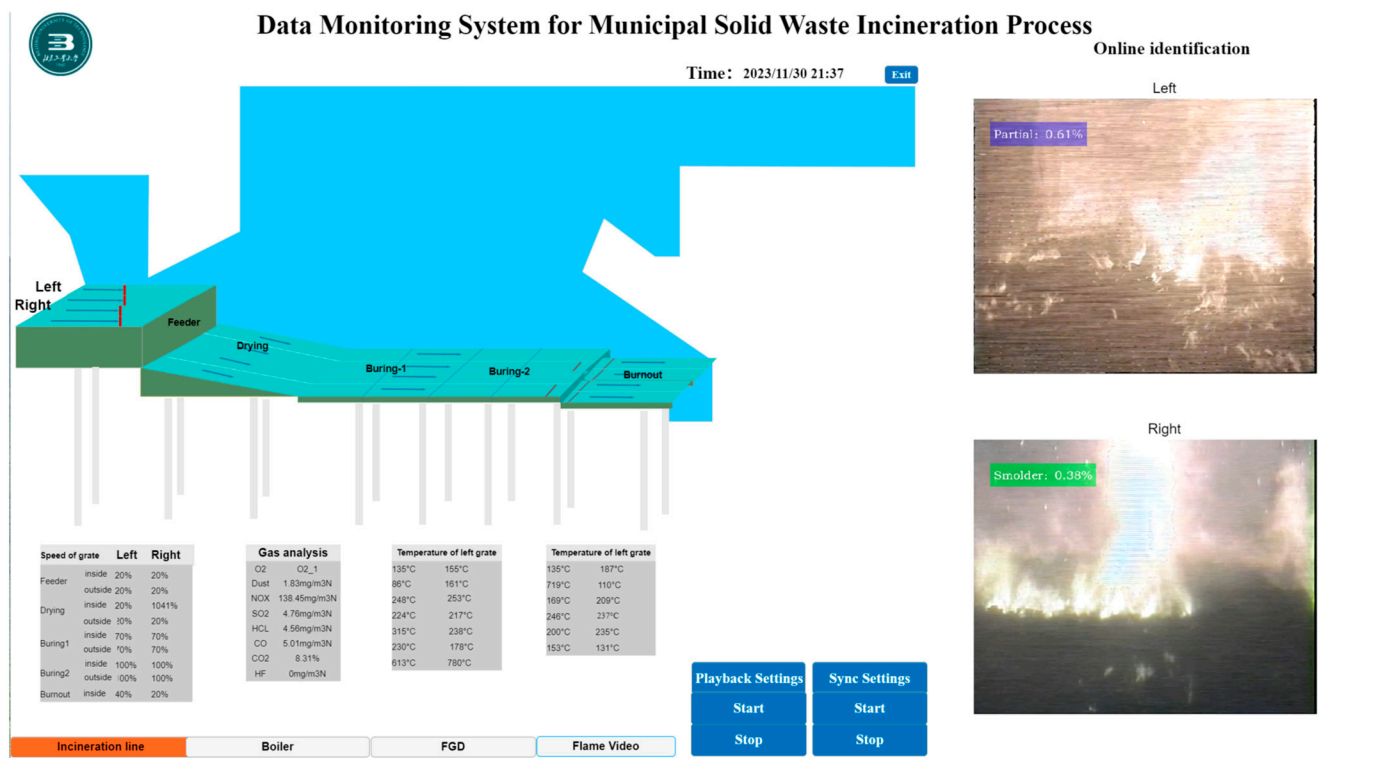 Data Monitoring System for Municipal Solid Waste Incineration Process
Online identification
Time: 2023/11/30 21:37
Exit
Left
Partial: 0.61%
Left
Right
Feeder
Drying
Buring-1
Buring-2
Burnout
Right
Smolder: 0.38%
Speed of grate Left Right
Feeder
inside 20% 20%
outside 20% 20%
Drying
inside 20% 1041%
outside 20%
Buring1
inside 70% 70%
outside 70%
Buring2
inside 100% 100%
outside 100%
Burnout inside 40% 20%
Gas analysis
O2 O2_1
Dust 1.83mg/m3N
NOX 138.45mg/m3N
SO2 4.76mg/m3N
HCL 4.56mg/m3N
CO 5.01mg/m3N
CO2 8.31%
HF 0mg/m3N
Temperature of left grate
135°C 155°C
86°C 161°C
248°C 253°C
224°C 217°C
315°C 238°C
230°C 178°C
613°C 780°C
Temperature of left grate
135°C 187°C
719°C 110°C
169°C 209°C
246°C 237°C
200°C 235°C
153°C 131°C
Playback Settings Sync Settings
Start Start
Stop Stop
Incineration line Boiler FGD Flame Video